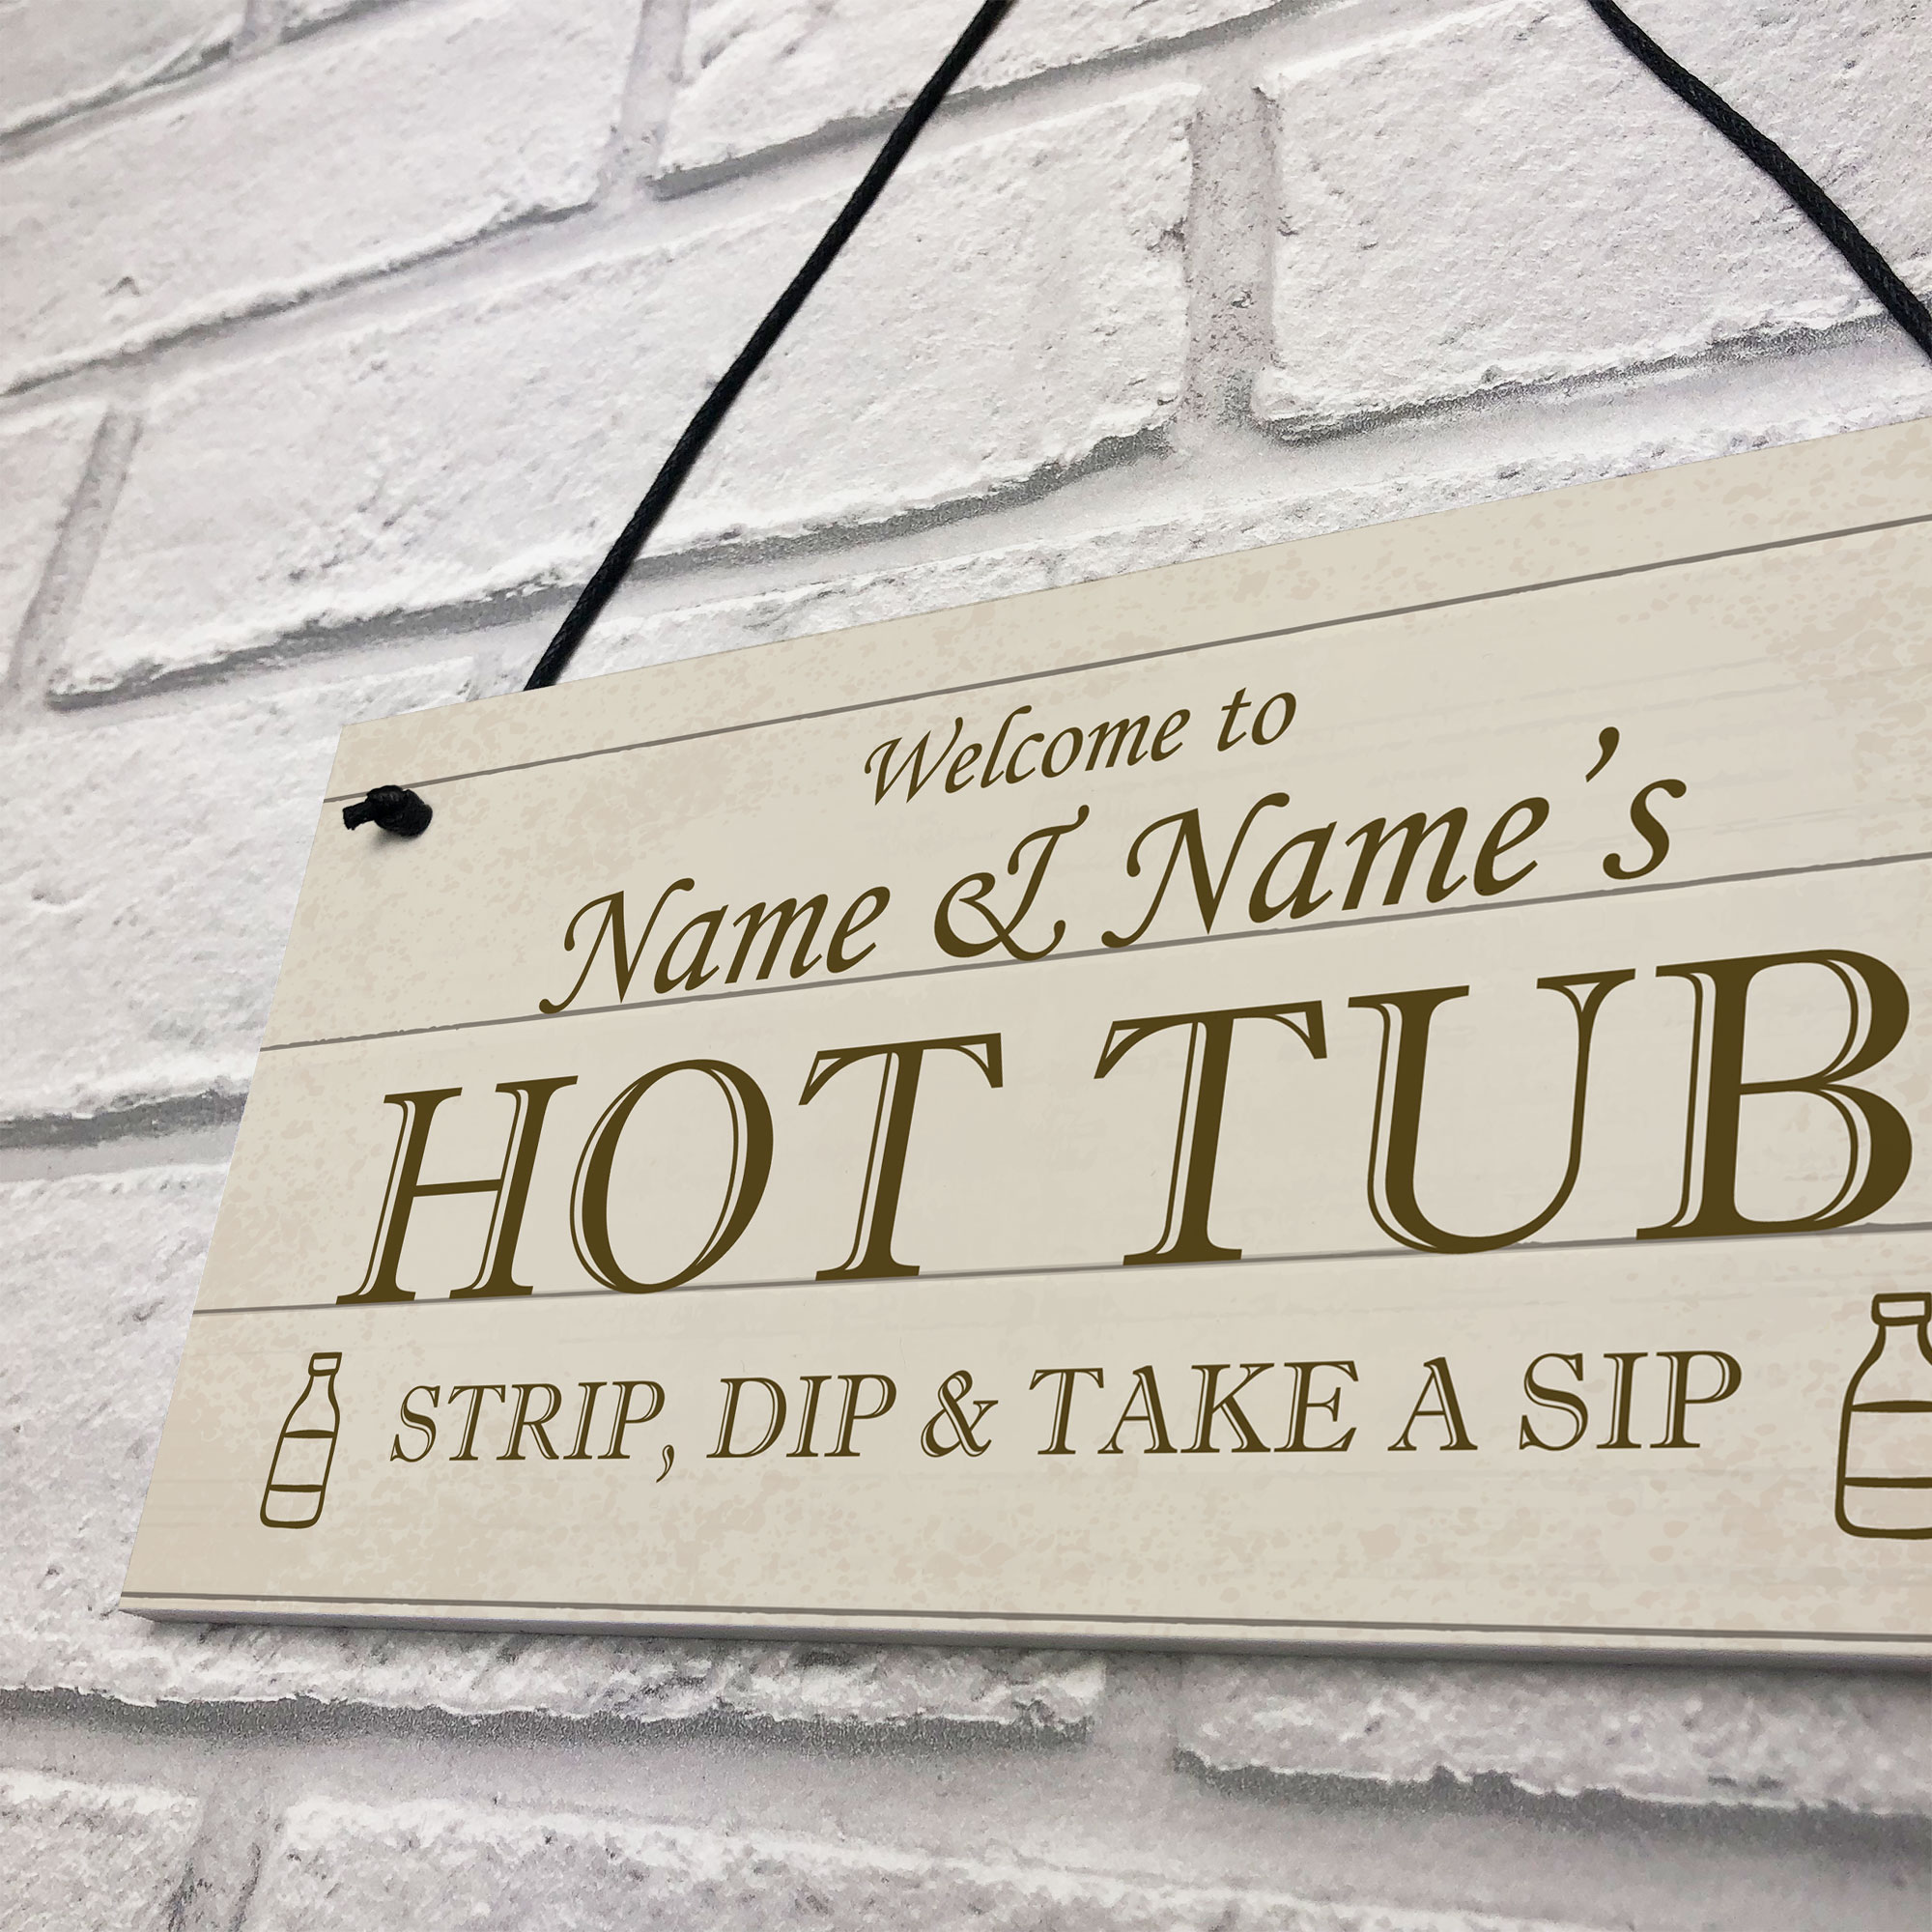 Welcome to
Name & Name's
HOT TUB
STRIP, DIP & TAKE A SIP